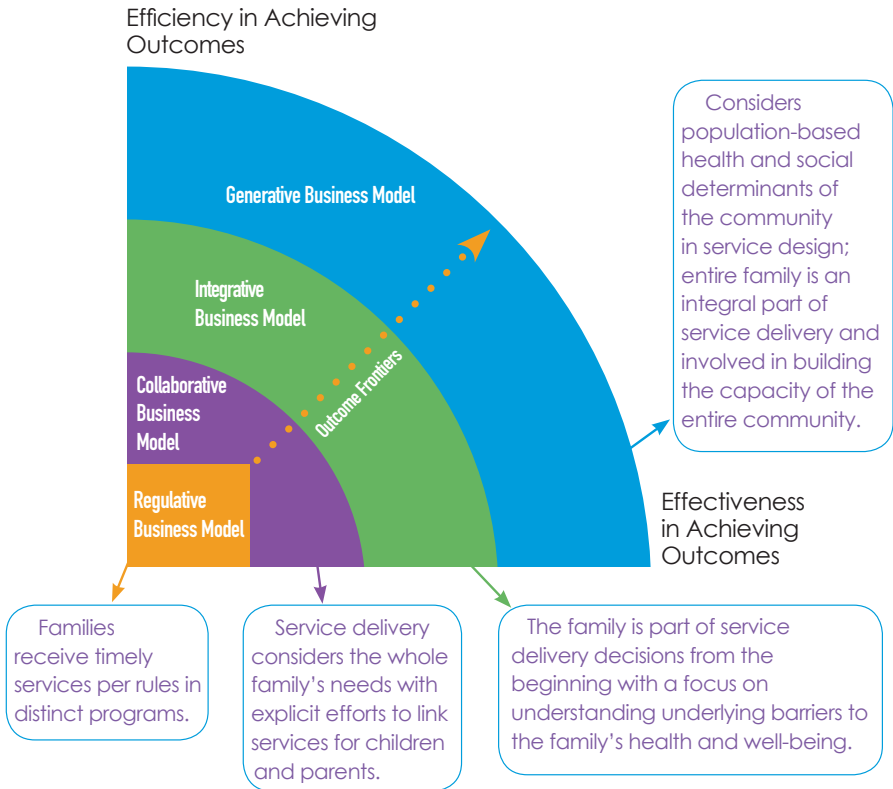 Efficiency in Achieving
Outcomes
Generative Business Model
Integrative
Business Model
Outcome Frontiers
Collaborative
Business
Model
Regulative
Business Model
Considers
population-based
health and social
determinants of
the community
in service design;
entire family is an
integral part of
service delivery and
involved in building
the capacity of the
entire community.
Effectiveness
in Achieving
Outcomes
Families
receive timely
services per rules in
distinct programs.
Service delivery
considers the whole
family’s needs with
explicit efforts to link
services for children
and parents.
The family is part of service
delivery decisions from the
beginning with a focus on
understanding underlying barriers to
the family’s health and well-being.